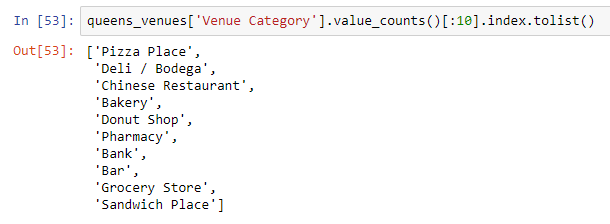 In [53]: queens_venues['Venue Category'].value_counts()[:10].index.tolist()
Out[53]: ['Pizza Place',
'Deli / Bodega',
'Chinese Restaurant',
'Bakery',
'Donut Shop',
'Pharmacy',
'Bank',
'Bar',
'Grocery Store',
'Sandwich Place']